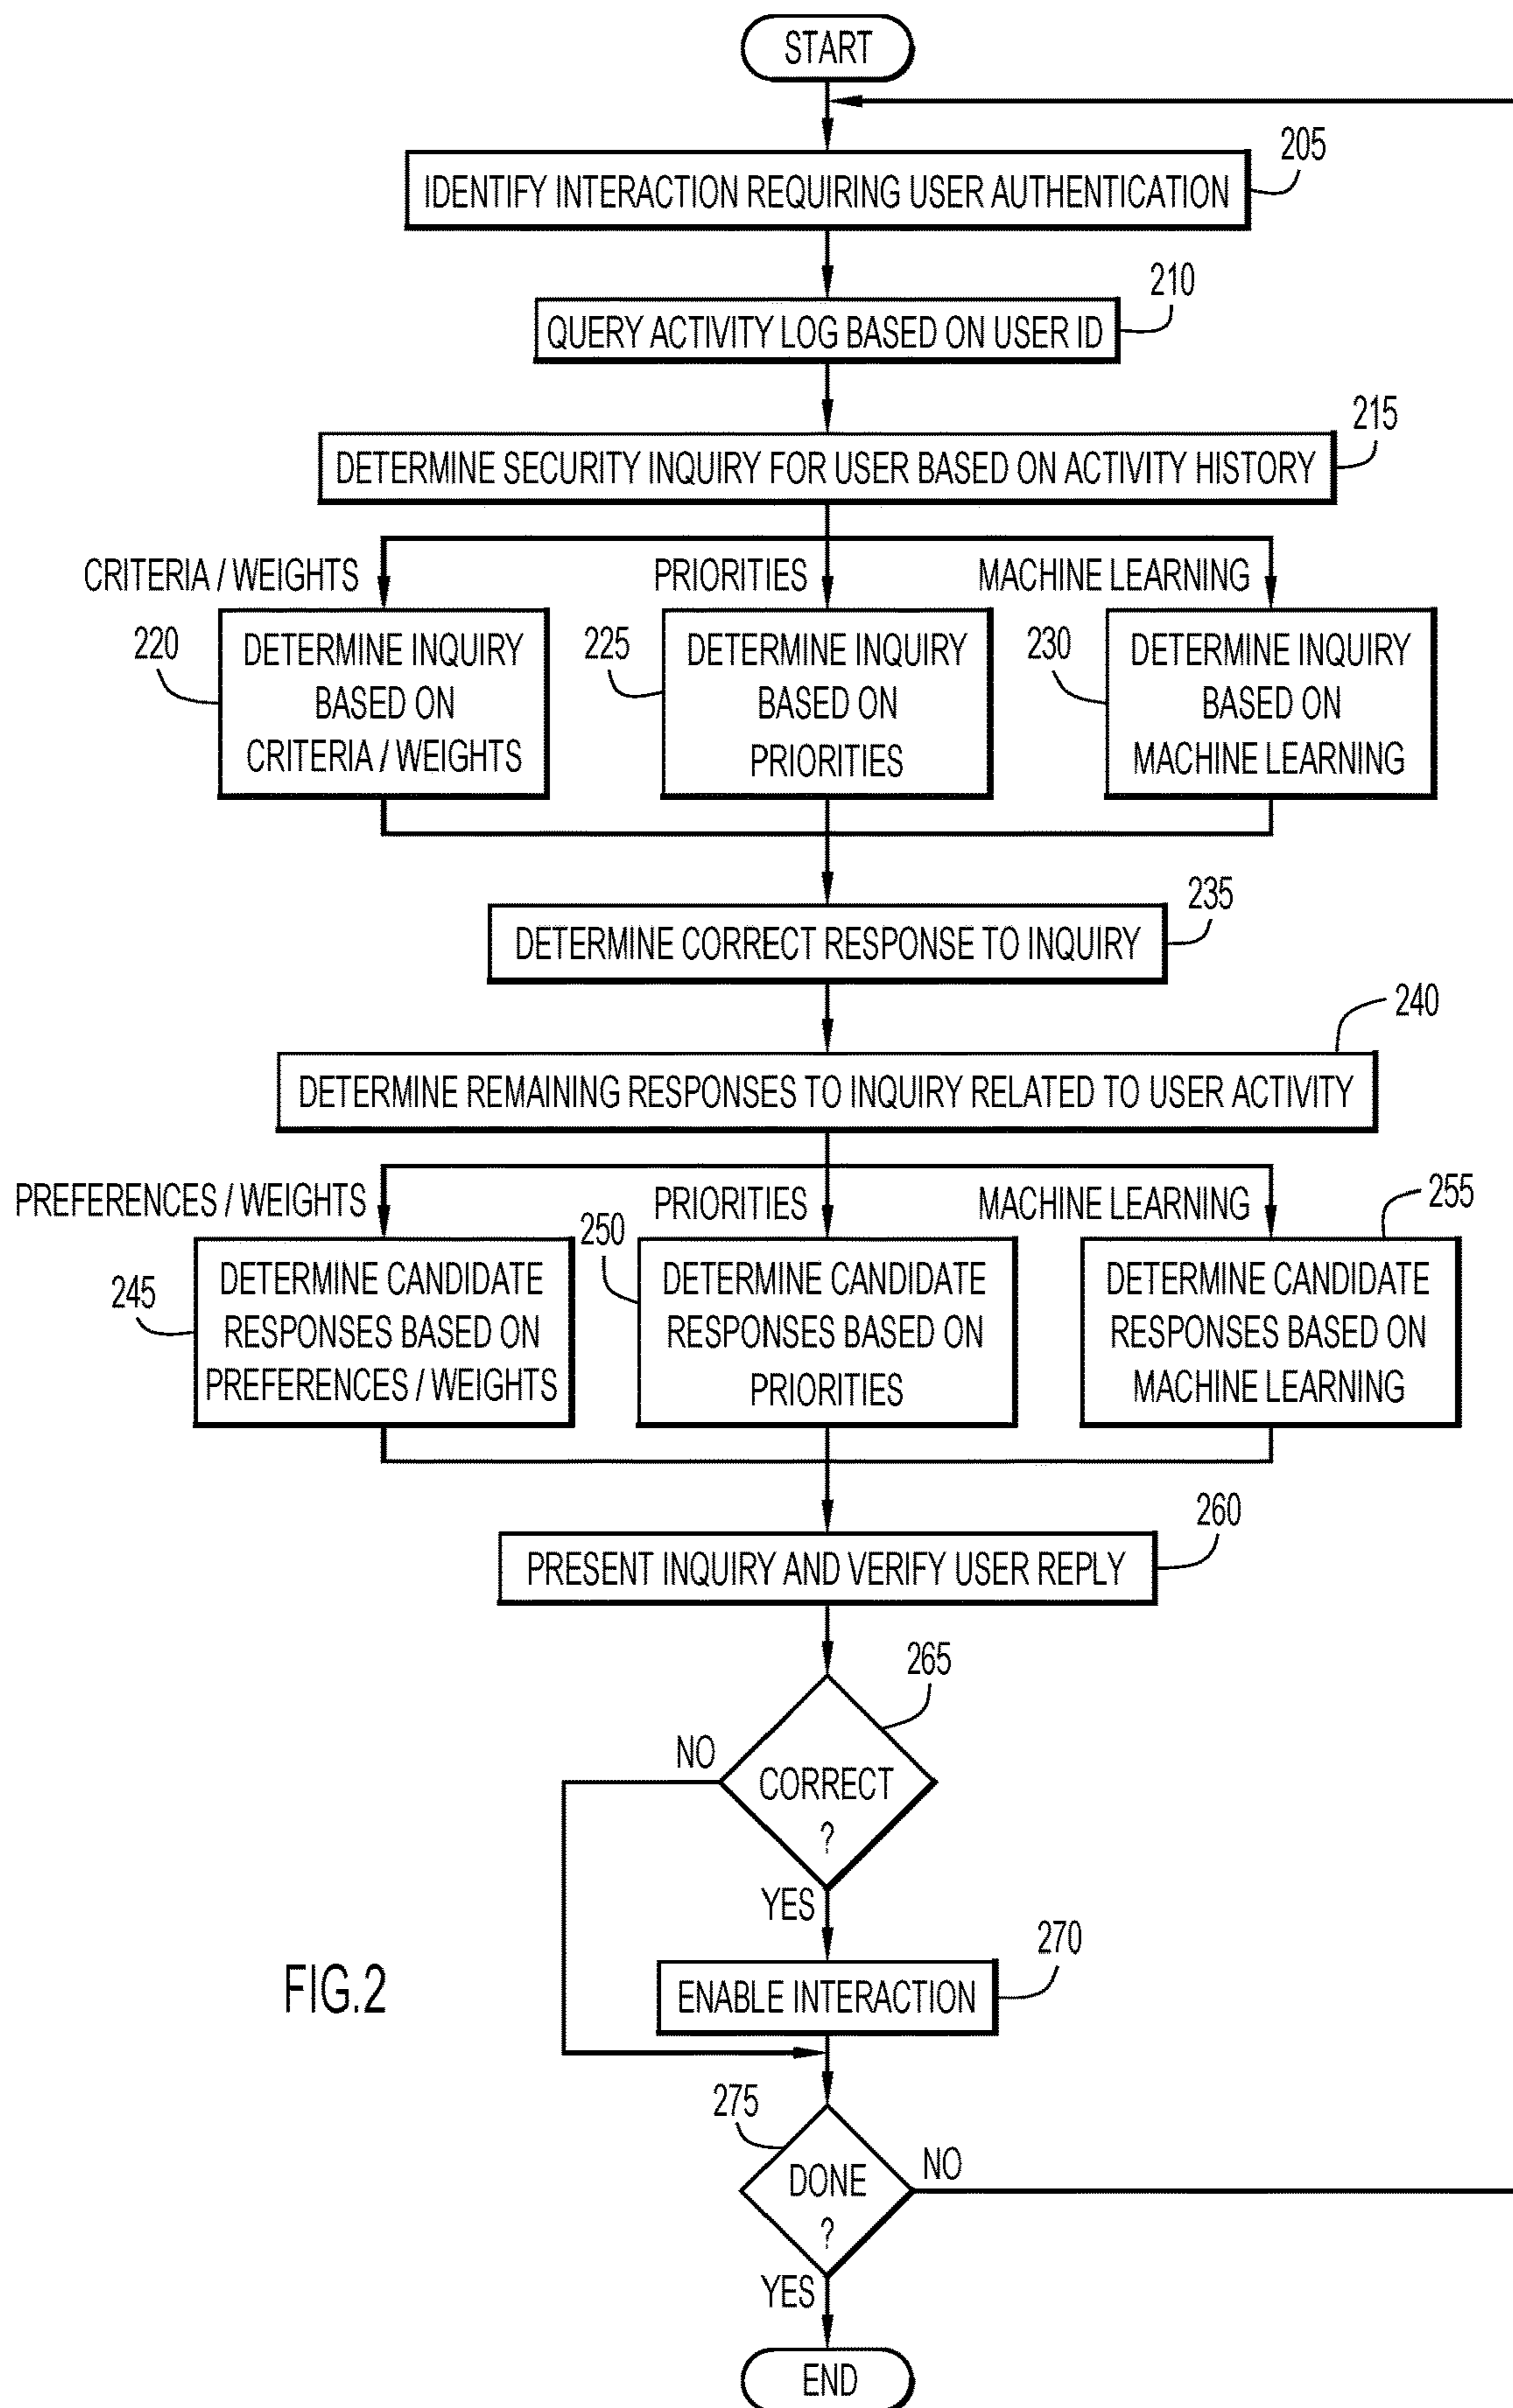 START
205
IDENTIFY INTERACTION REQUIRING USER AUTHENTICATION
210
QUERY ACTIVITY LOG BASED ON USER ID
215
DETERMINE SECURITY INQUIRY FOR USER BASED ON ACTIVITY HISTORY
CRITERIA / WEIGHTS
PRIORITIES
MACHINE LEARNING
220
DETERMINE INQUIRY
BASED ON
CRITERIA / WEIGHTS
225
DETERMINE INQUIRY
BASED ON
PRIORITIES
230
DETERMINE INQUIRY
BASED ON
MACHINE LEARNING
235
DETERMINE CORRECT RESPONSE TO INQUIRY
240
DETERMINE REMAINING RESPONSES TO INQUIRY RELATED TO USER ACTIVITY
PREFERENCES / WEIGHTS
PRIORITIES
MACHINE LEARNING
245
DETERMINE CANDIDATE
RESPONSES BASED ON
PREFERENCES / WEIGHTS
250
DETERMINE CANDIDATE
RESPONSES BASED ON
PRIORITIES
255
DETERMINE CANDIDATE
RESPONSES BASED ON
MACHINE LEARNING
260
PRESENT INQUIRY AND VERIFY USER REPLY
265
NO
CORRECT
?
YES
270
ENABLE INTERACTION
FIG.2
275
DONE
?
NO
YES
END